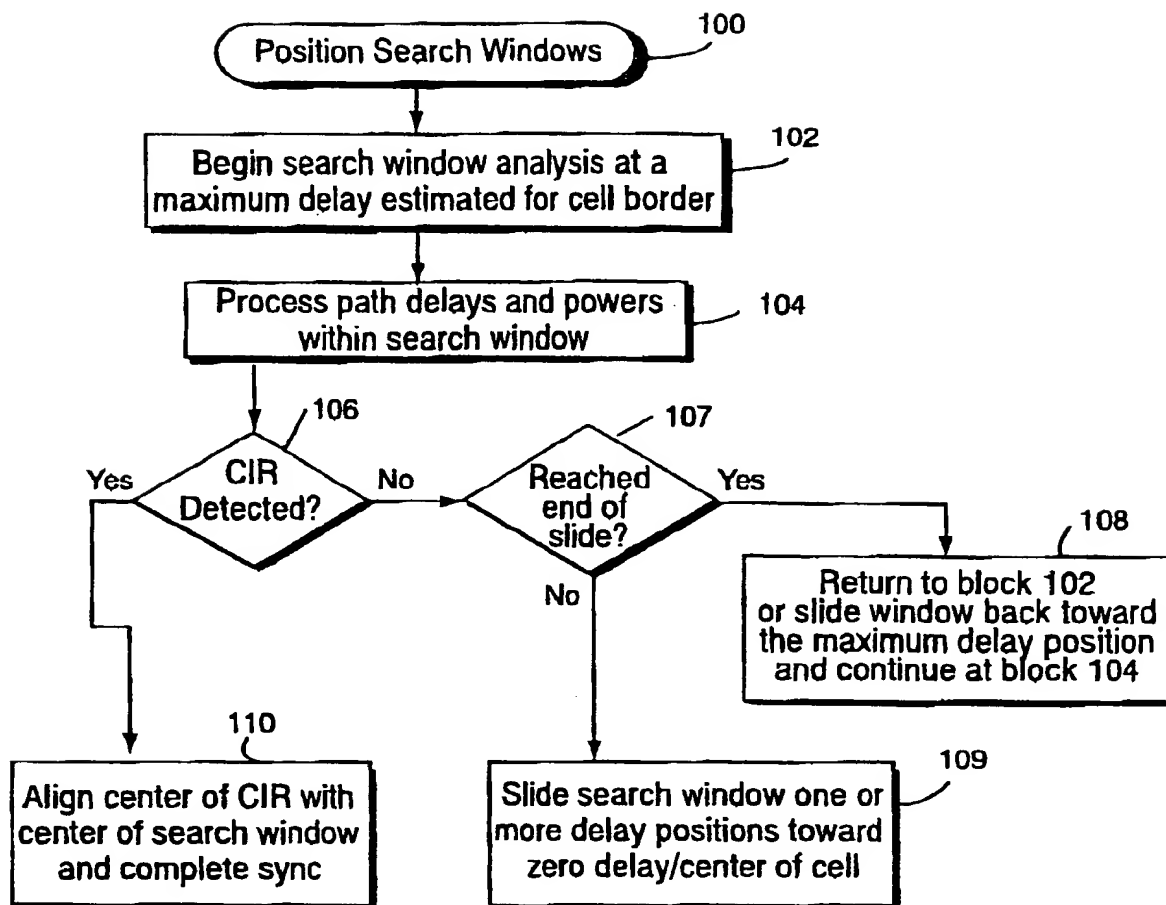 Position Search Windows
100
102
Begin search window analysis at a
maximum delay estimated for cell border
Process path delays and powers
within search window
104
106
107
Yes
CIR
Detected?
No
Reached
end of
slide?
Yes
No
108
Return to block 102
or slide window back toward
the maximum delay position
and continue at block 104
110
Align center of CIR with
center of search window
and complete sync
109
Slide search window one or
more delay positions toward
zero delay/center of cell